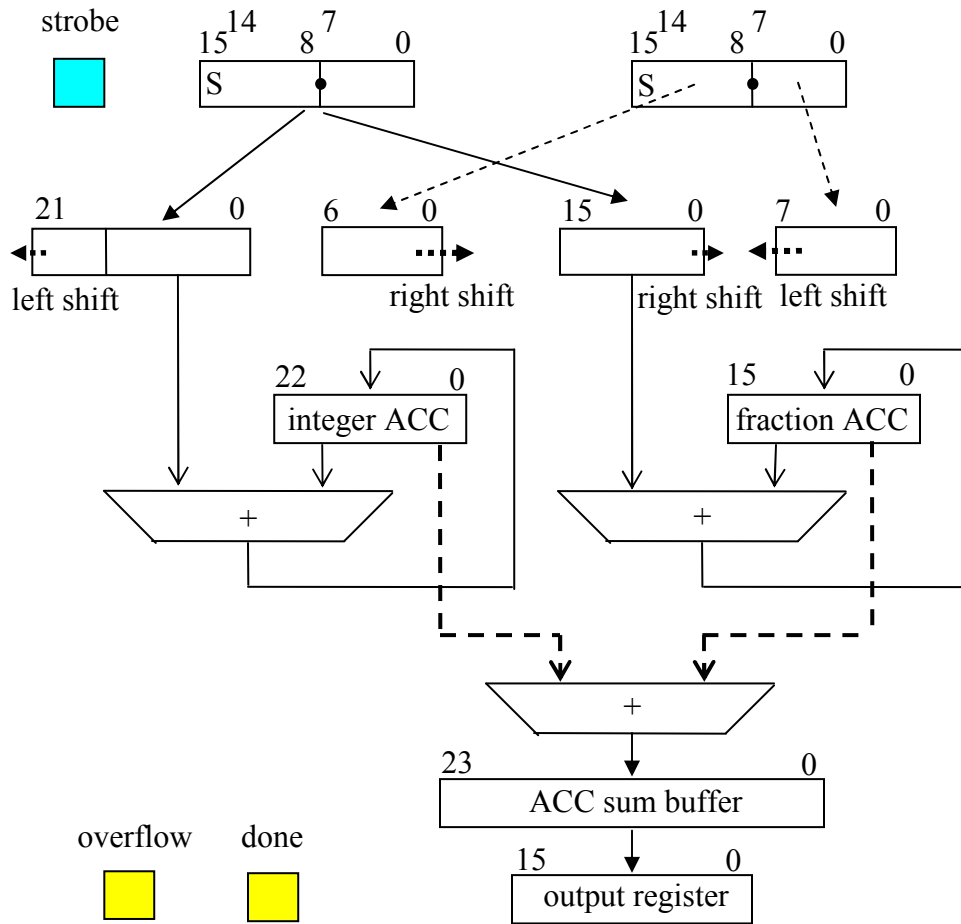 strobe
15 14 8 7 0
S
15 14 8 7 0
S
21 0
6 0
15 0
7 0
left shift
right shift
right shift
left shift
22 0
integer ACC
15 0
fraction ACC
+
+
+
23 0
ACC sum buffer
overflow
done
15 0
output register